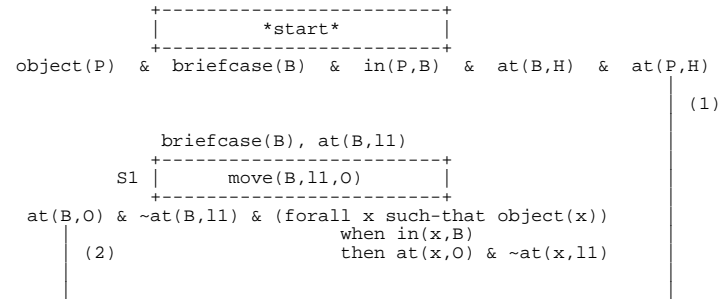 *start*
object(P) & briefcase(B) & in(P,B) & at(B,H) & at(P,H)
(1)
briefcase(B), at(B,l1)
S1 move(B,l1,O)
at(B,O) & ~at(B,l1) & (forall x such-that object(x))
when in(x,B)
(2) then at(x,O) & ~at(x,l1)